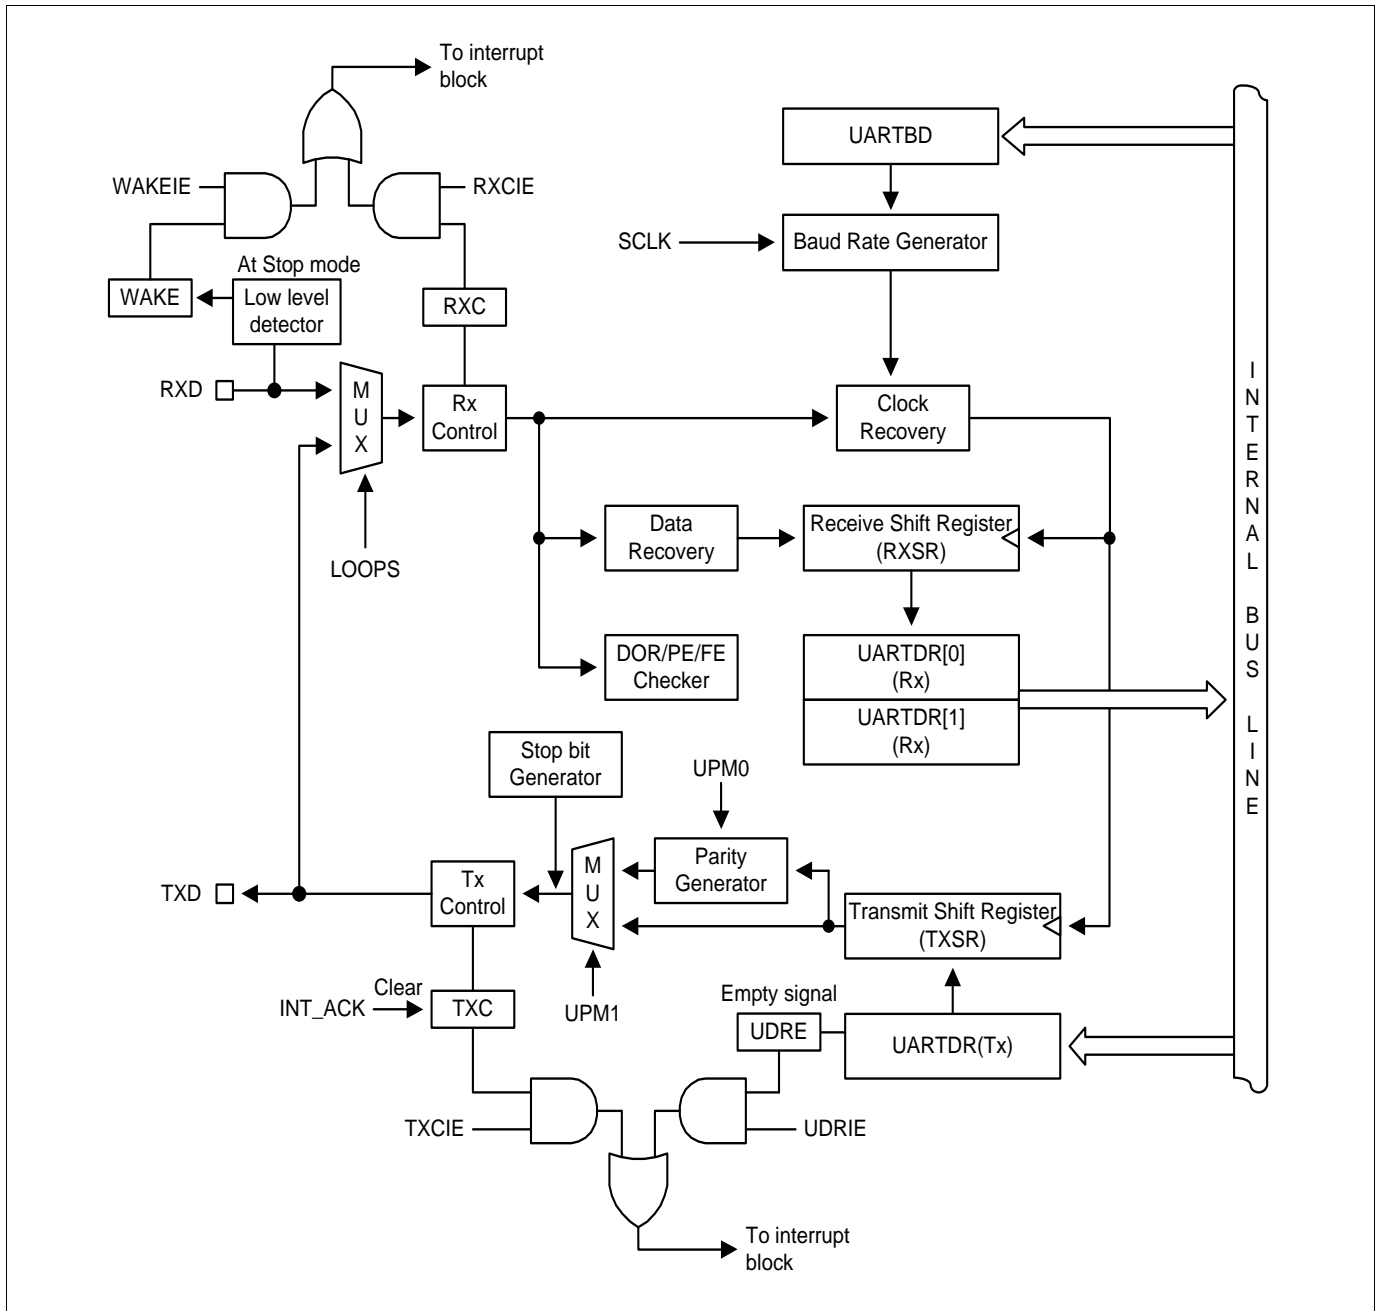 To interrupt
block
UARTBD
WAKEIE
RXCIE
SCLK
Baud Rate Generator
At Stop mode
WAKE
Low level
detector
RXC
RXD
M
U
X
Rx
Control
Clock
Recovery
LOOPS
Data
Recovery
Receive Shift Register
(RXSR)
DOR/PE/FE
Checker
UARTDR[0]
(Rx)
UARTDR[1]
(Rx)
Stop bit
Generator
UPM0
M
U
X
Parity
Generator
TXD
Tx
Control
Transmit Shift Register
(TXSR)
Clear
INT_ACK
TXC
UPM1
Empty signal
UDRE
UARTDR(Tx)
TXCIE
UDRIE
To interrupt
block
INTERNAL BUS LINE